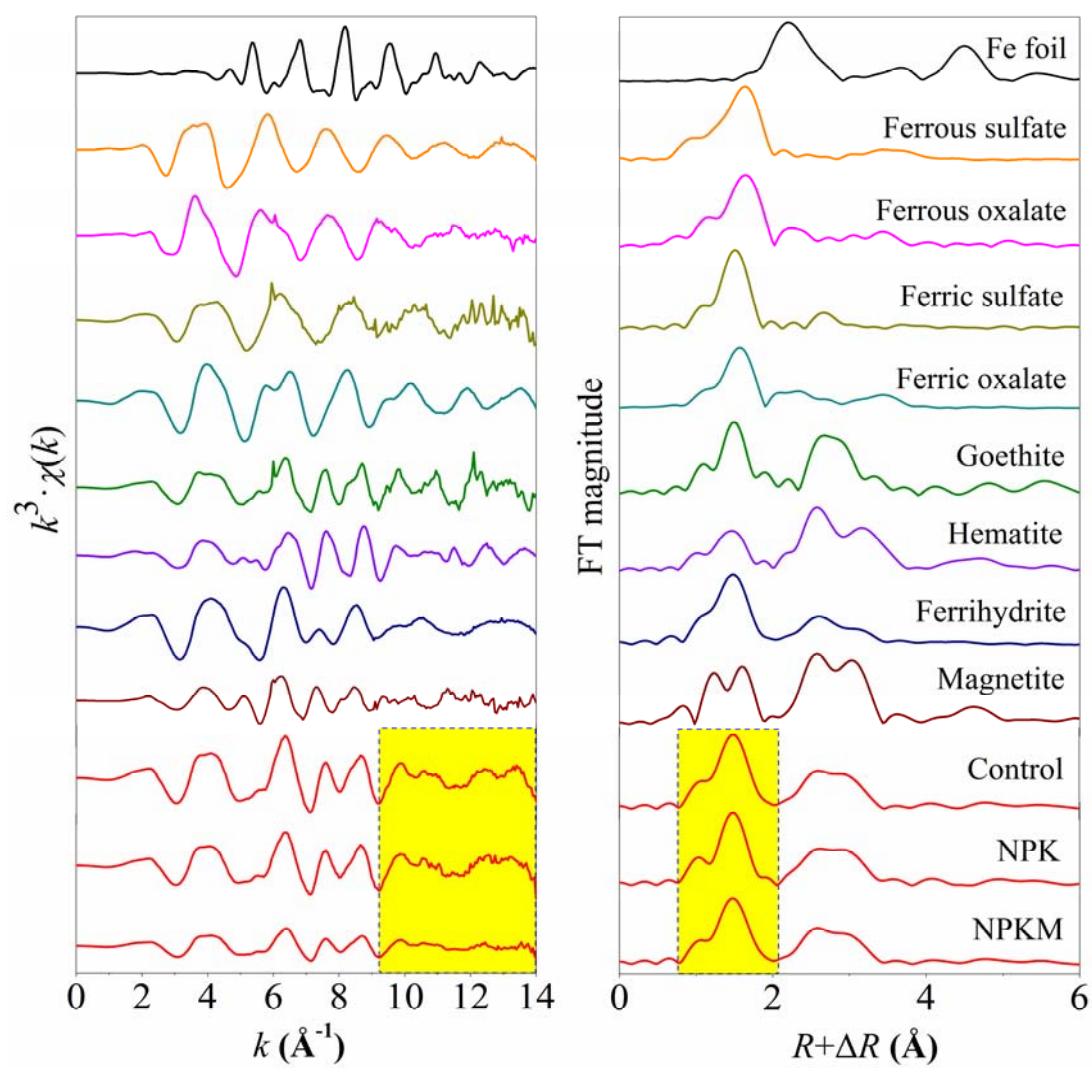 k³·χ(k)
0 2 4 6 8 10 12 14
k (Å⁻¹)
FT magnitude
Fe foil
Ferrous sulfate
Ferrous oxalate
Ferric sulfate
Ferric oxalate
Goethite
Hematite
Ferrihydrite
Magnetite
Control
NPK
NPKM
0 2 4 6
R+ΔR (Å)